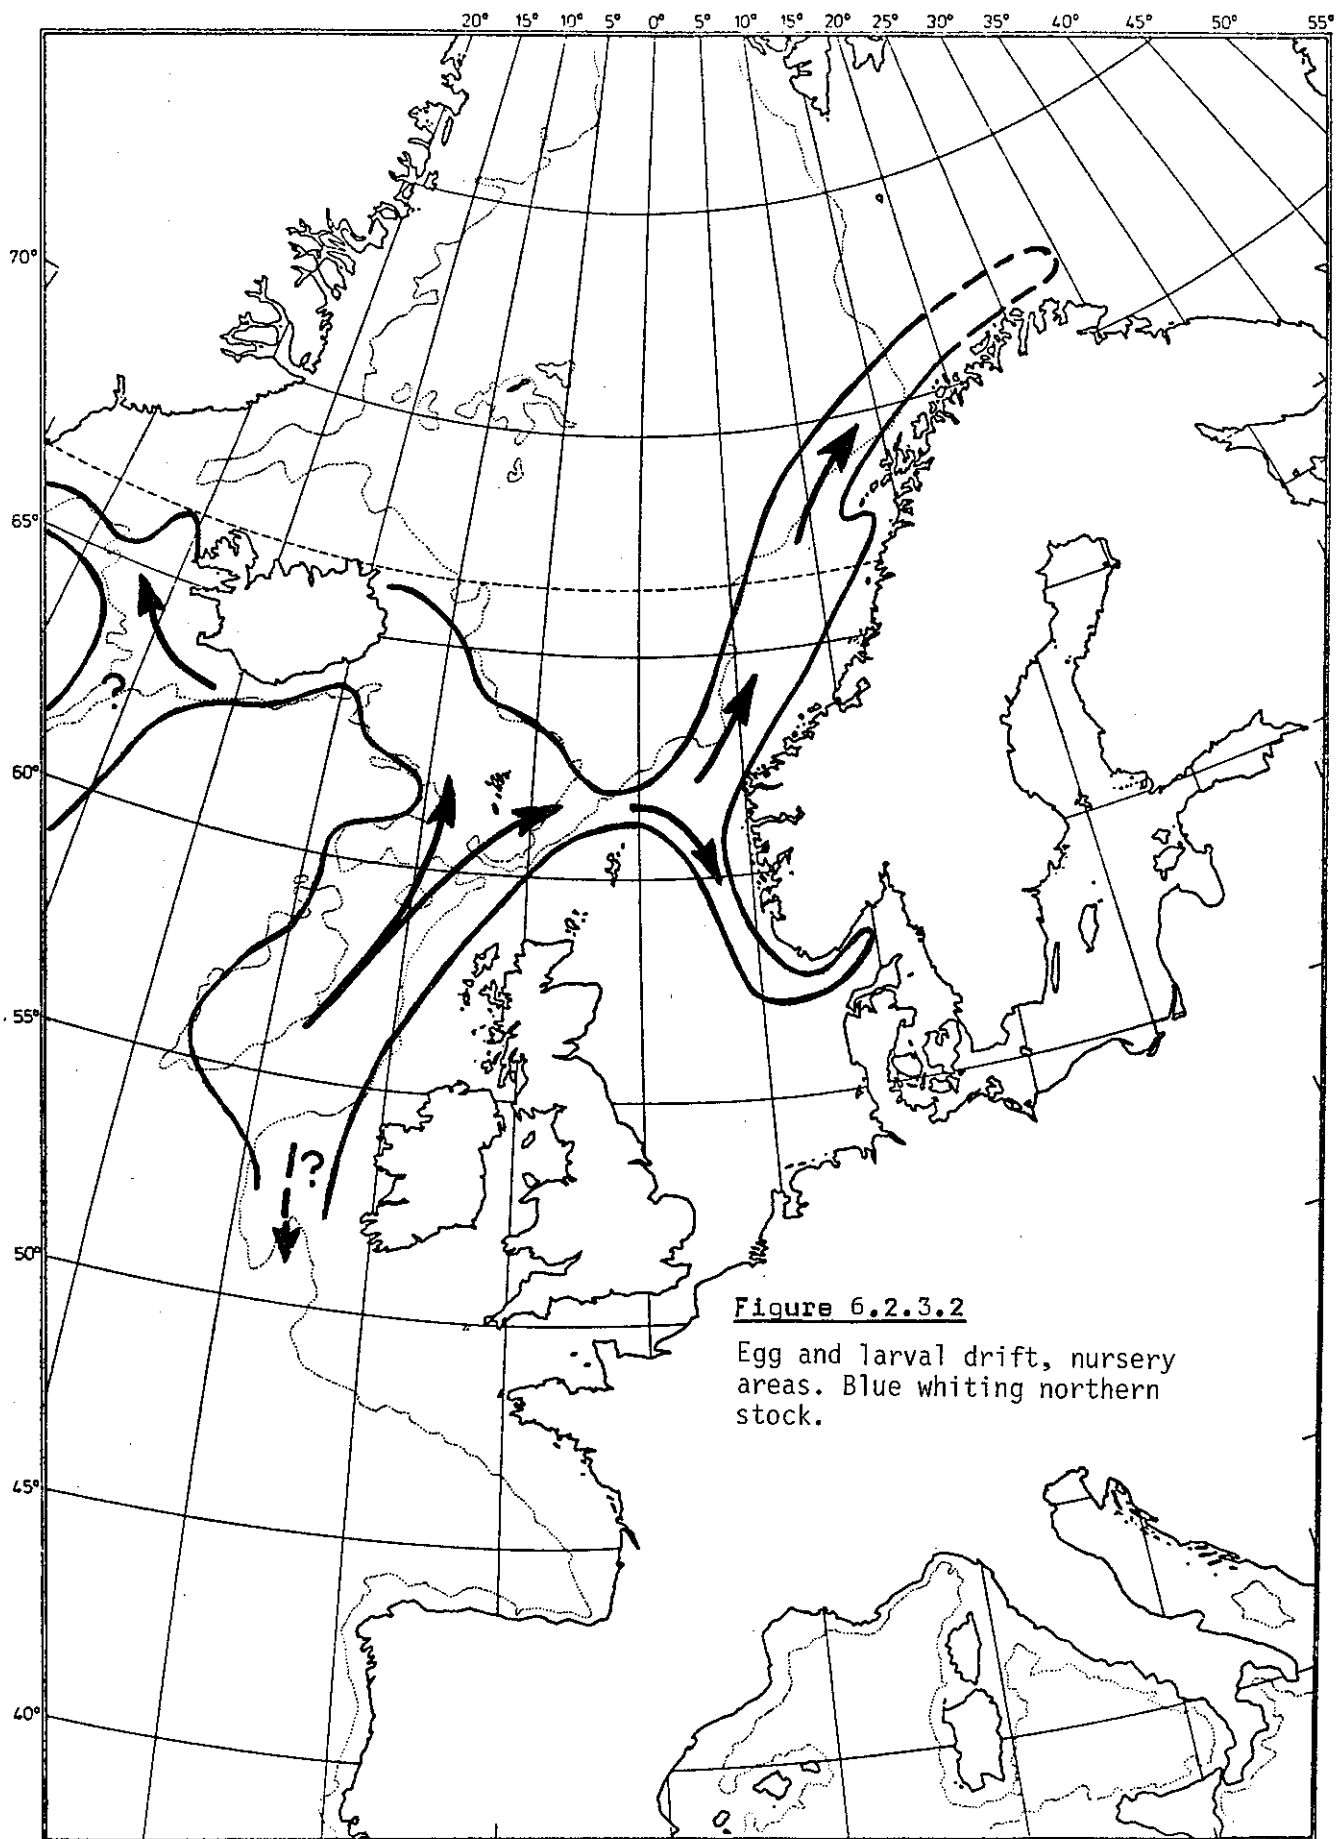 20° 15° 10° 5° 0° 5° 10° 15° 20° 25° 30° 35° 40° 45° 50° 55°
70°
65°
?
60°
55°
?
50°
Figure 6.2.3.2
Egg and larval drift, nursery
areas. Blue whiting northern
stock.
45°
40°